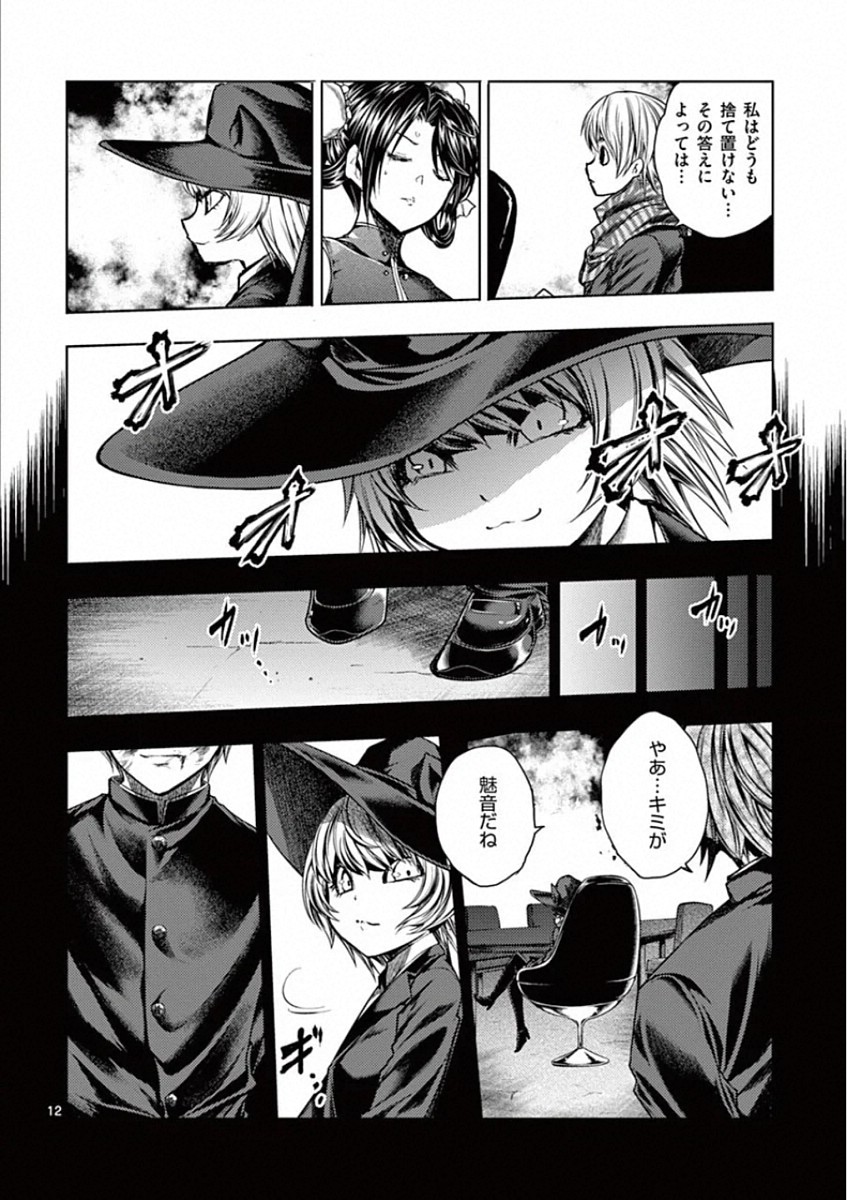 私はどうも
捨て置けない…
その答えに
よっては…
オ
オ
オ
オ
カッ
カッ
カッ…
やあ…キミが
魅音だね
ギ…
12